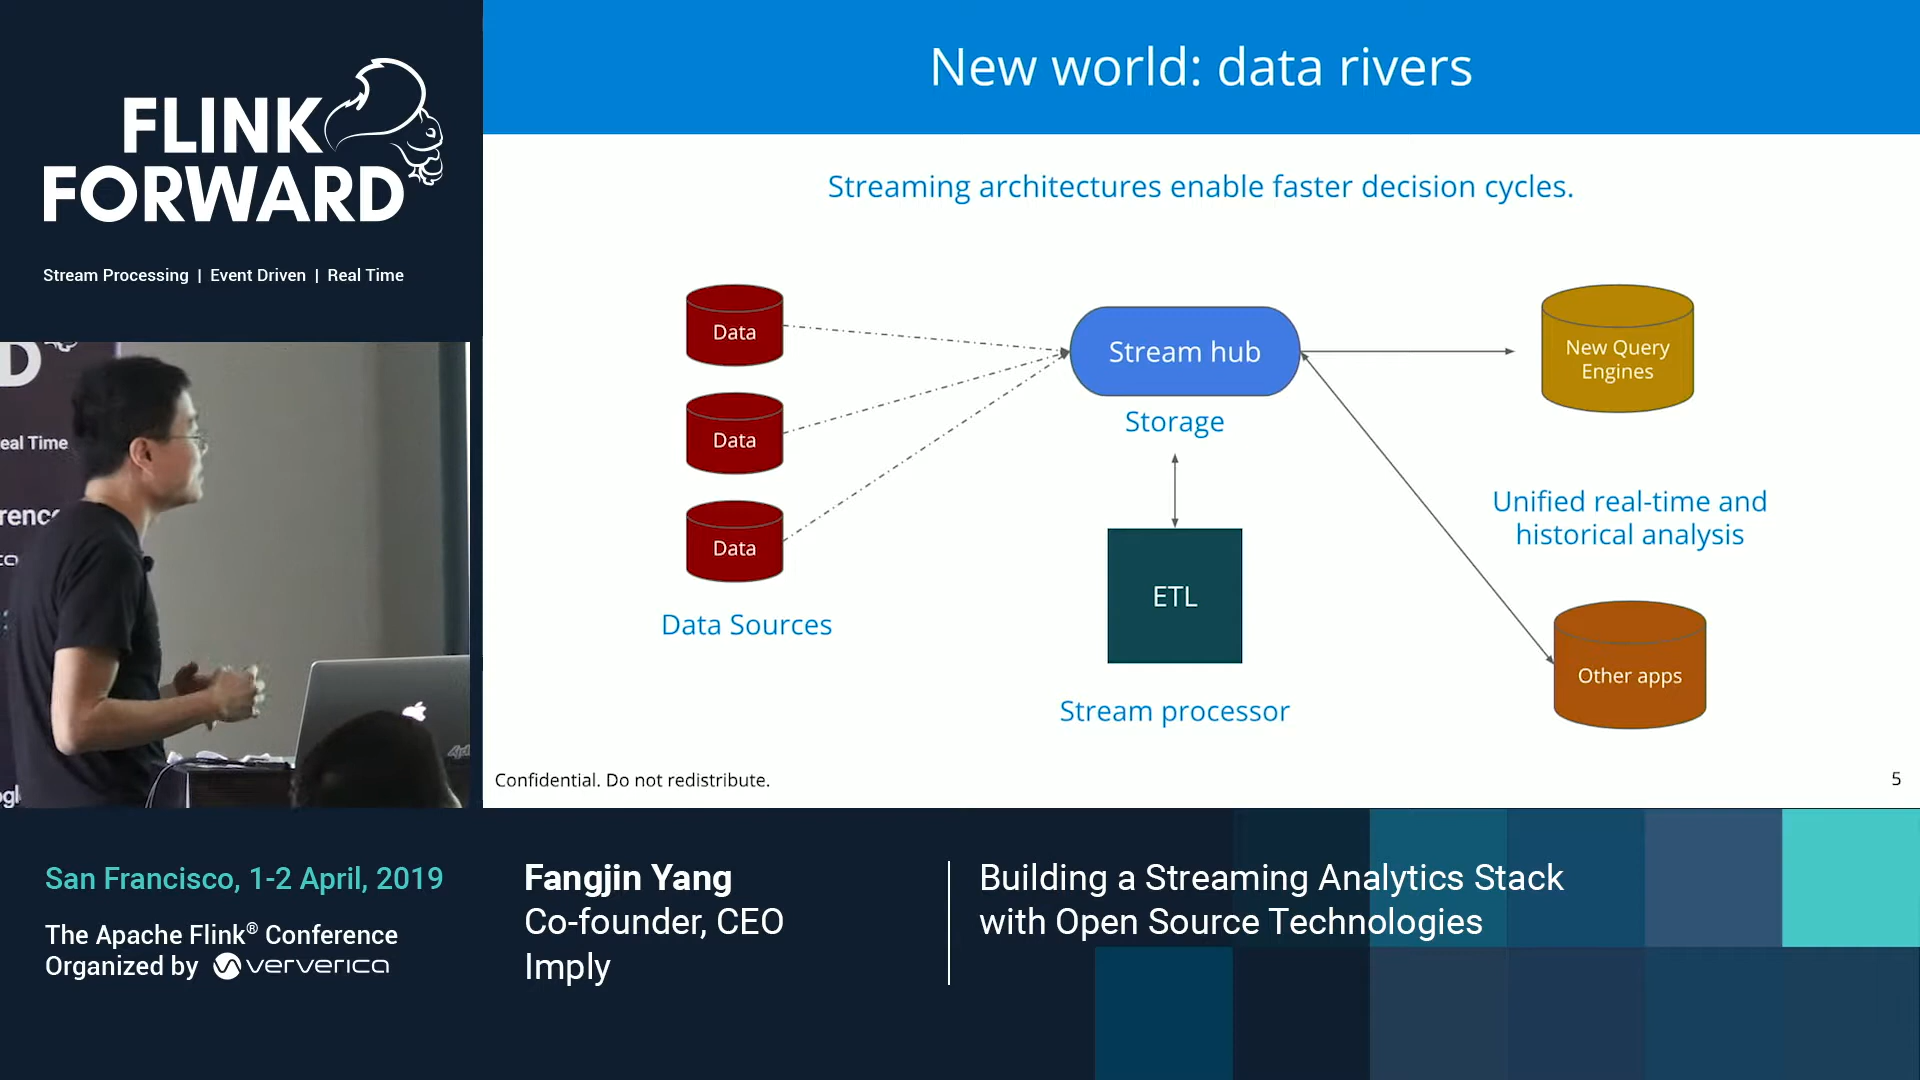 FLINK
FORWARD
Stream Processing | Event Driven | Real Time
New world: data rivers
Streaming architectures enable faster decision cycles.
Data
Data
Data
Data Sources
Stream hub
Storage
ETL
Stream processor
New Query
Engines
Unified real-time and
historical analysis
Other apps
Confidential. Do not redistribute.
5
D
eal Time
renc
San Francisco, 1-2 April, 2019
The Apache Flink® Conference
Organized by ververica
Fangjin Yang
Co-founder, CEO
Imply
Building a Streaming Analytics Stack
with Open Source Technologies